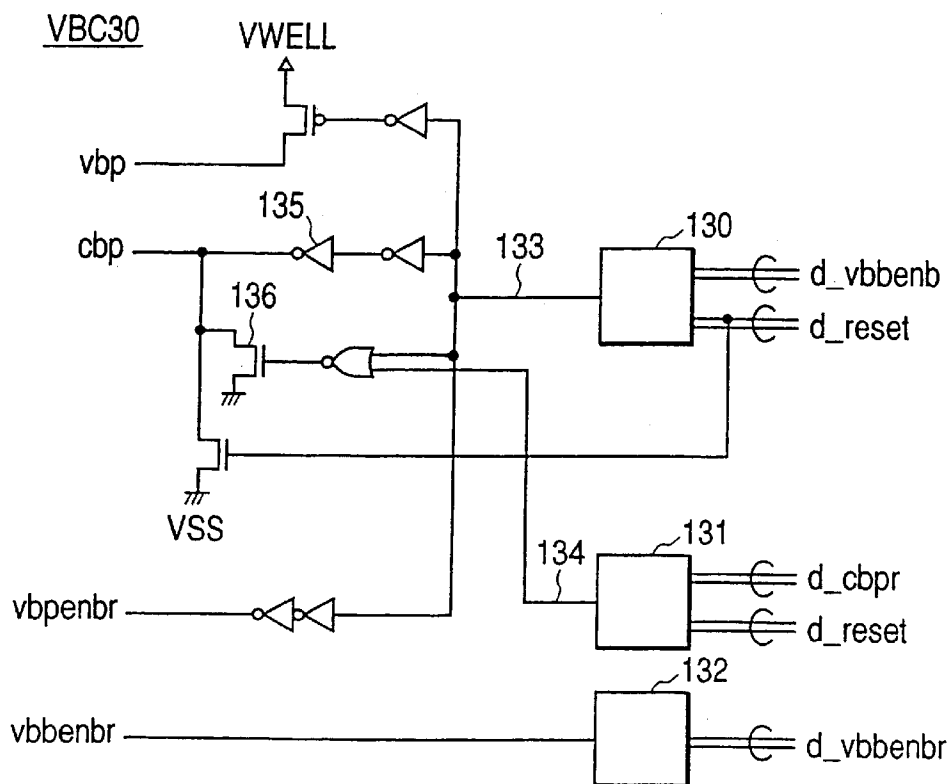 VBC30
VWELL
vbp
135
cbp
133
130
d_vbbenb
136
d_reset
VSS
134
131
d_cbpr
vbpenbr
d_reset
132
vbbenbr
d_vbbenbr